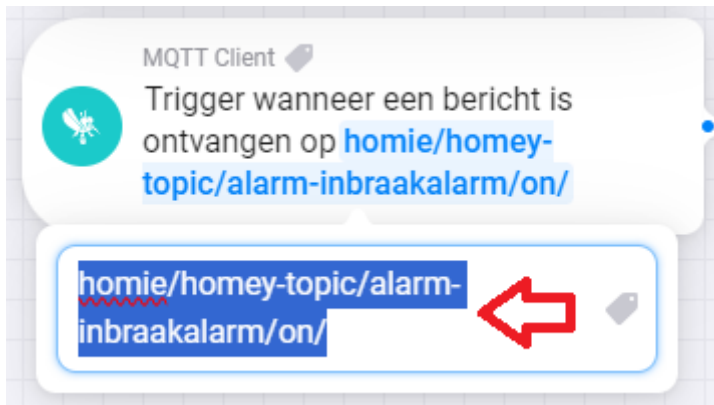 MQTT Client
Trigger wanneer een bericht is
ontvangen op homie/homey-
topic/alarm-inbraakalarm/on/
homie/homey-topic/alarm-
inbraakalarm/on/